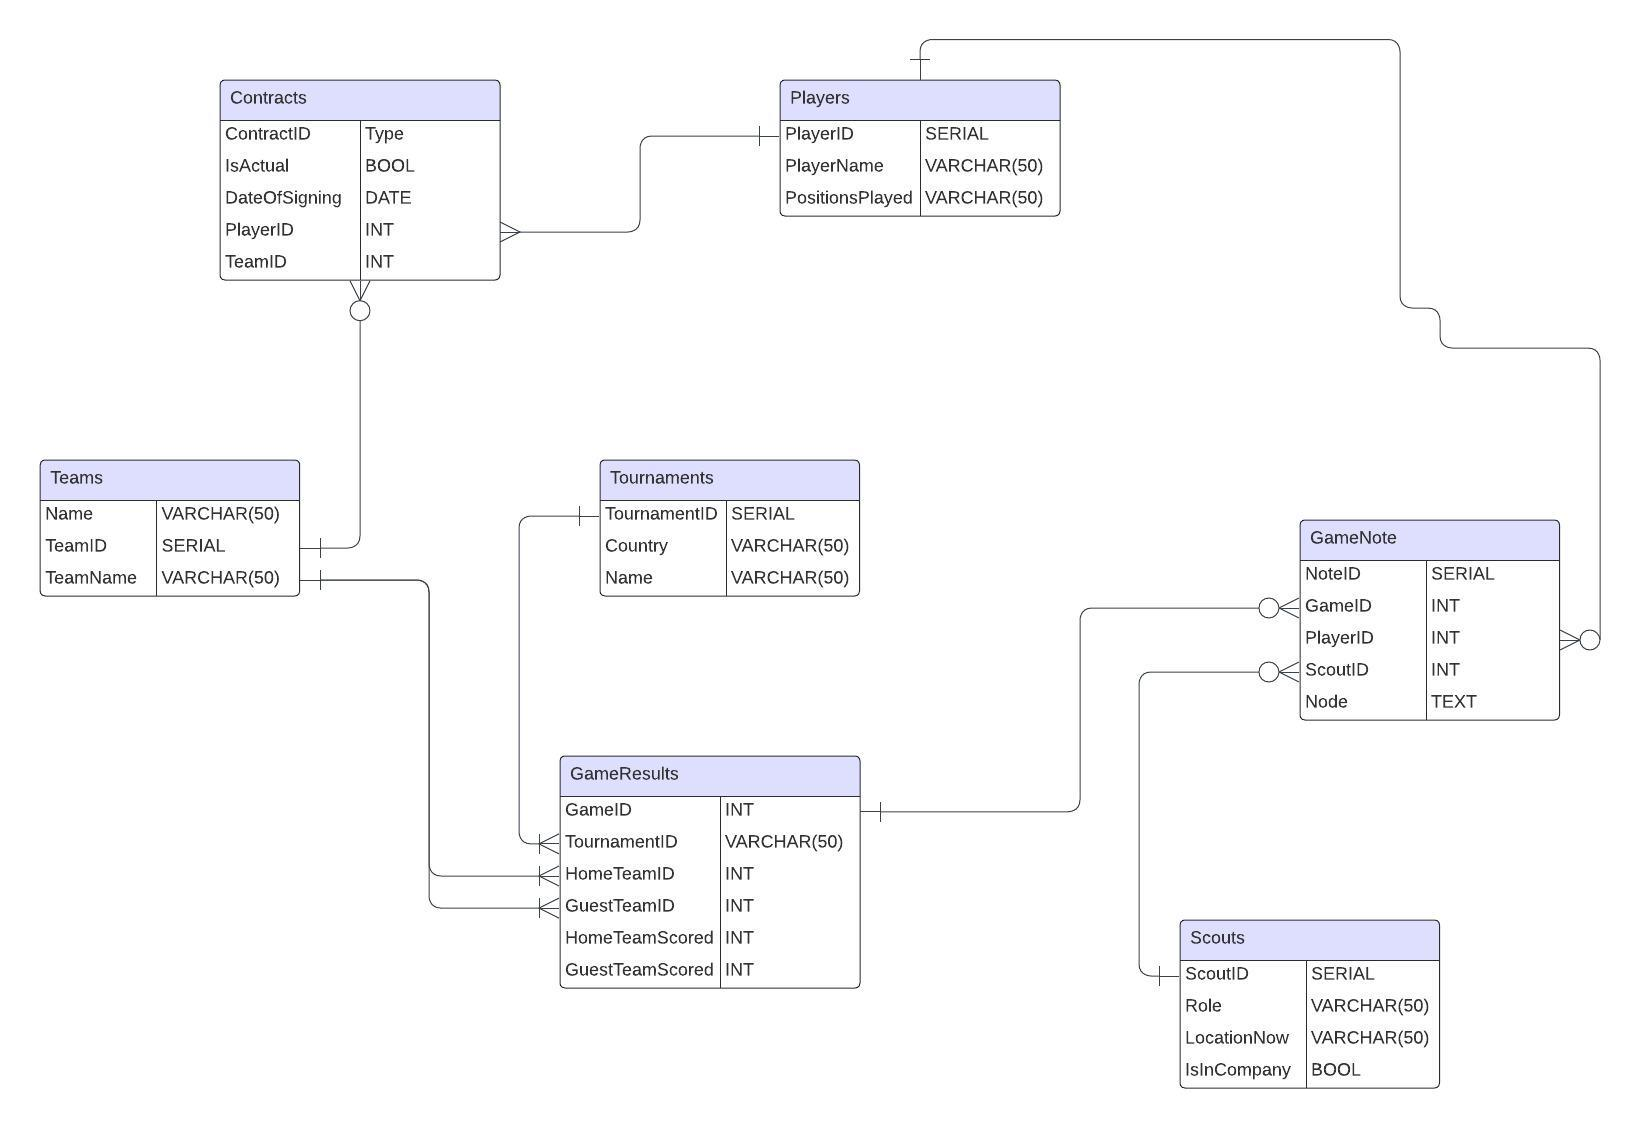 Contracts
ContractID Type
IsActual BOOL
DateOfSigning DATE
PlayerID INT
TeamID INT
Players
PlayerID SERIAL
PlayerName VARCHAR(50)
PositionsPlayed VARCHAR(50)
Teams
Name VARCHAR(50)
TeamID SERIAL
TeamName VARCHAR(50)
Tournaments
TournamentID SERIAL
Country VARCHAR(50)
Name VARCHAR(50)
GameNote
NoteID SERIAL
GameID INT
PlayerID INT
ScoutID INT
Node TEXT
GameResults
GameID INT
TournamentID VARCHAR(50)
HomeTeamID INT
GuestTeamID INT
HomeTeamScored INT
GuestTeamScored INT
Scouts
ScoutID SERIAL
Role VARCHAR(50)
LocationNow VARCHAR(50)
IsInCompany BOOL